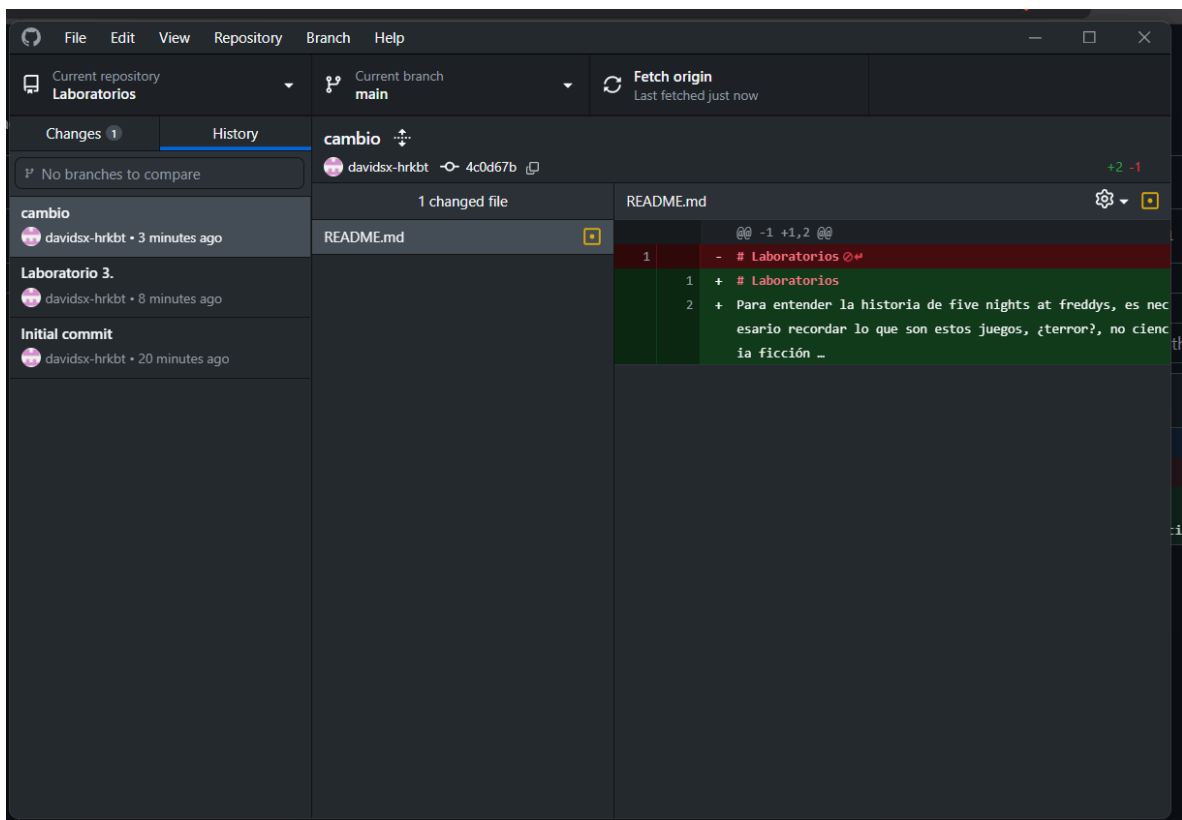 File Edit View Repository Branch Help
Current repository
Laboratorios
Current branch
main
Fetch origin
Last fetched just now
Changes 1 History
No branches to compare
cambio
davidsx-hrkbt • 3 minutes ago
Laboratorio 3.
davidsx-hrkbt • 8 minutes ago
Initial commit
davidsx-hrkbt • 20 minutes ago
cambio
davidsx-hrkbt 4c0d67b
+2 -1
1 changed file
README.md
README.md
@@ -1 +1,2 @@
1 - # Laboratorios
1 + # Laboratorios
2 + Para entender la historia de five nights at freddys, es nec
esario recordar lo que son estos juegos, ¿terror?, no cienc
ia ficción …